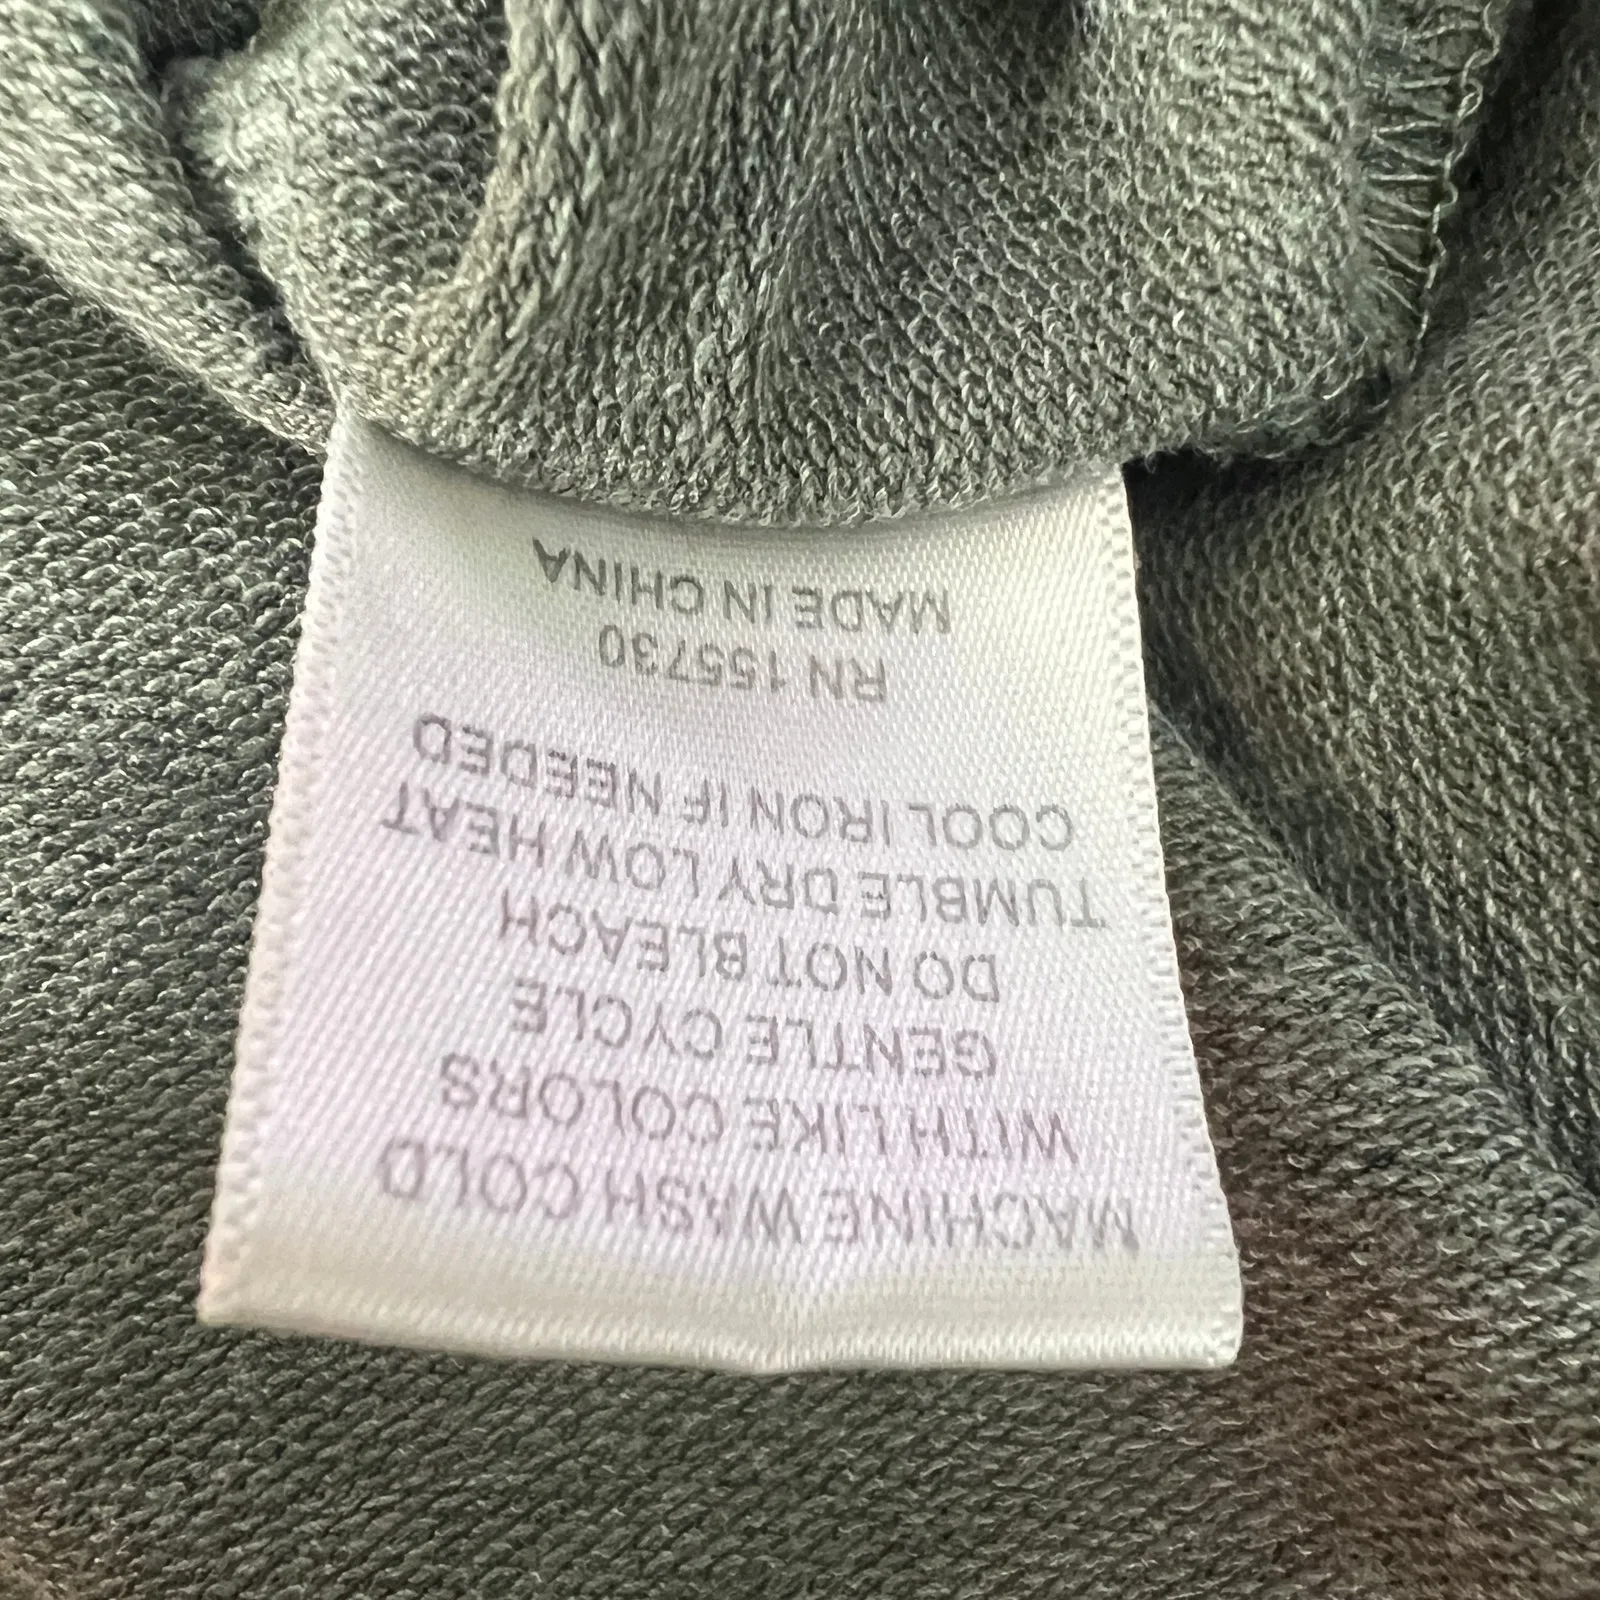 MACHINE WASH COLD
WITH LIKE COLORS
GENTLE CYCLE
DO NOT BLEACH
TUMBLE DRY LOW HEAT
COOL IRON IF NEEDED
RN 155730
MADE IN CHINA